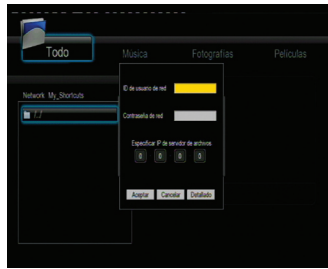 Todo Musica Fotografías Películas
Network My_Shortcuts
/../
ID de usuario de red
Contraseña de red
Especificar IP de servidor de archivos
0 0 0 0
Aceptar Cancelar Detallado